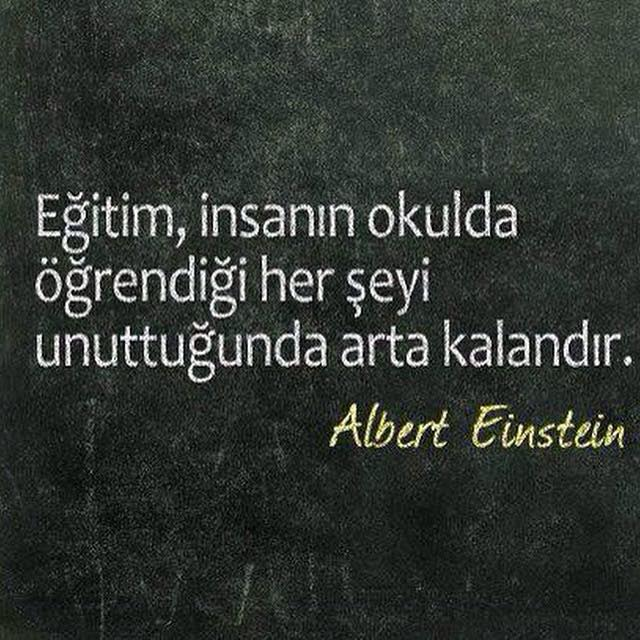 Eğitim, insanın okulda
öğrendiği her şeyi
unuttuğunda arta kalandır.
Albert Einstein